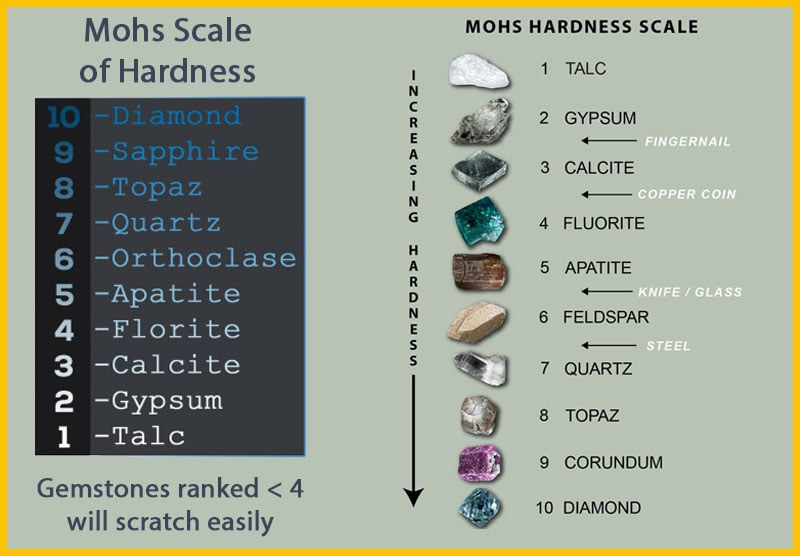 Mohs Scale
of Hardness
10 -Diamond
9 -Sapphire
8 -Topaz
7 -Quartz
6 -Orthoclase
5 -Apatite
4 -Florite
3 -Calcite
2 -Gypsum
1 -Talc
Gemstones ranked < 4
will scratch easily
MOHS HARDNESS SCALE
INCREASING HARDNESS
1 TALC
2 GYPSUM
FINGERNAIL
3 CALCITE
COPPER COIN
4 FLUORITE
5 APATITE
KNIFE / GLASS
6 FELDSPAR
STEEL
7 QUARTZ
8 TOPAZ
9 CORUNDUM
10 DIAMOND